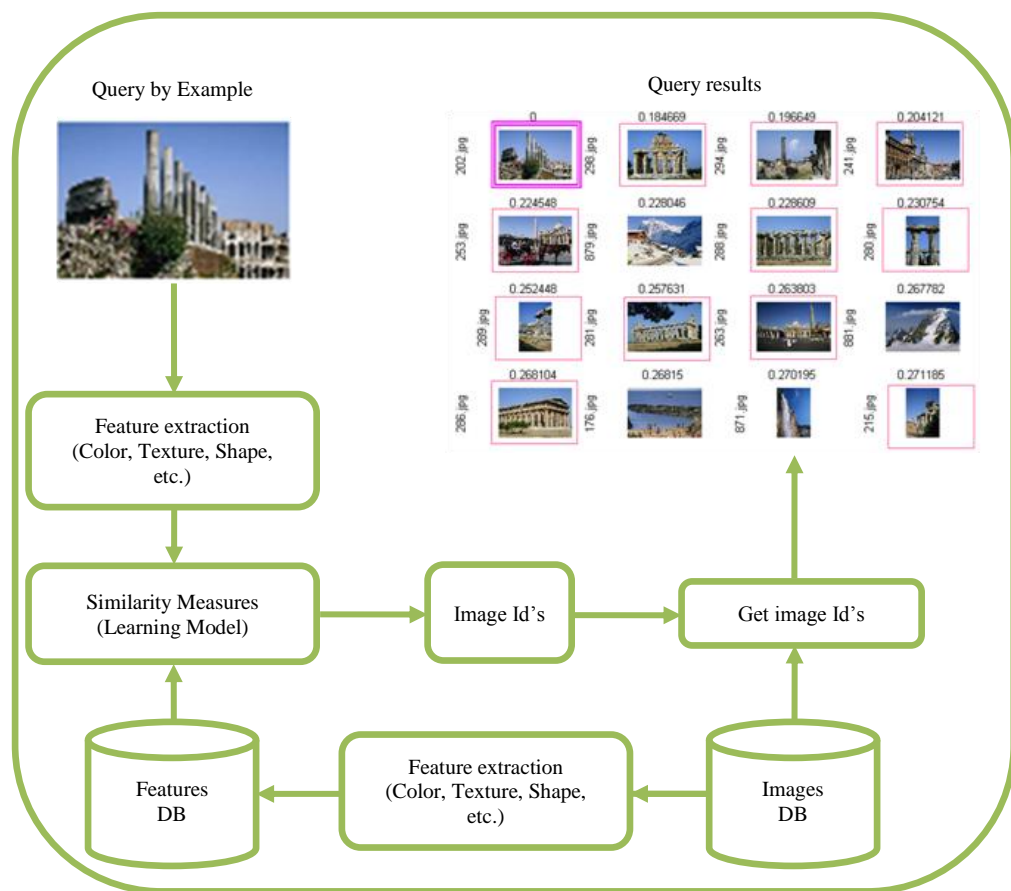 Query by Example
Query results
0 0.184669 0.196649 0.204121
202.jpg 298.jpg 294.jpg 241.jpg
0.224548 0.228046 0.228609 0.230754
253.jpg 879.jpg 288.jpg 280.jpg
0.252448 0.257631 0.263803 0.267782
289.jpg 281.jpg 263.jpg 881.jpg
0.268104 0.26815 0.270195 0.271185
286.jpg 176.jpg 871.jpg 215.jpg
Feature extraction
(Color, Texture, Shape,
etc.)
Similarity Measures
(Learning Model)
Image Id's
Get image Id's
Features
DB
Feature extraction
(Color, Texture, Shape,
etc.)
Images
DB